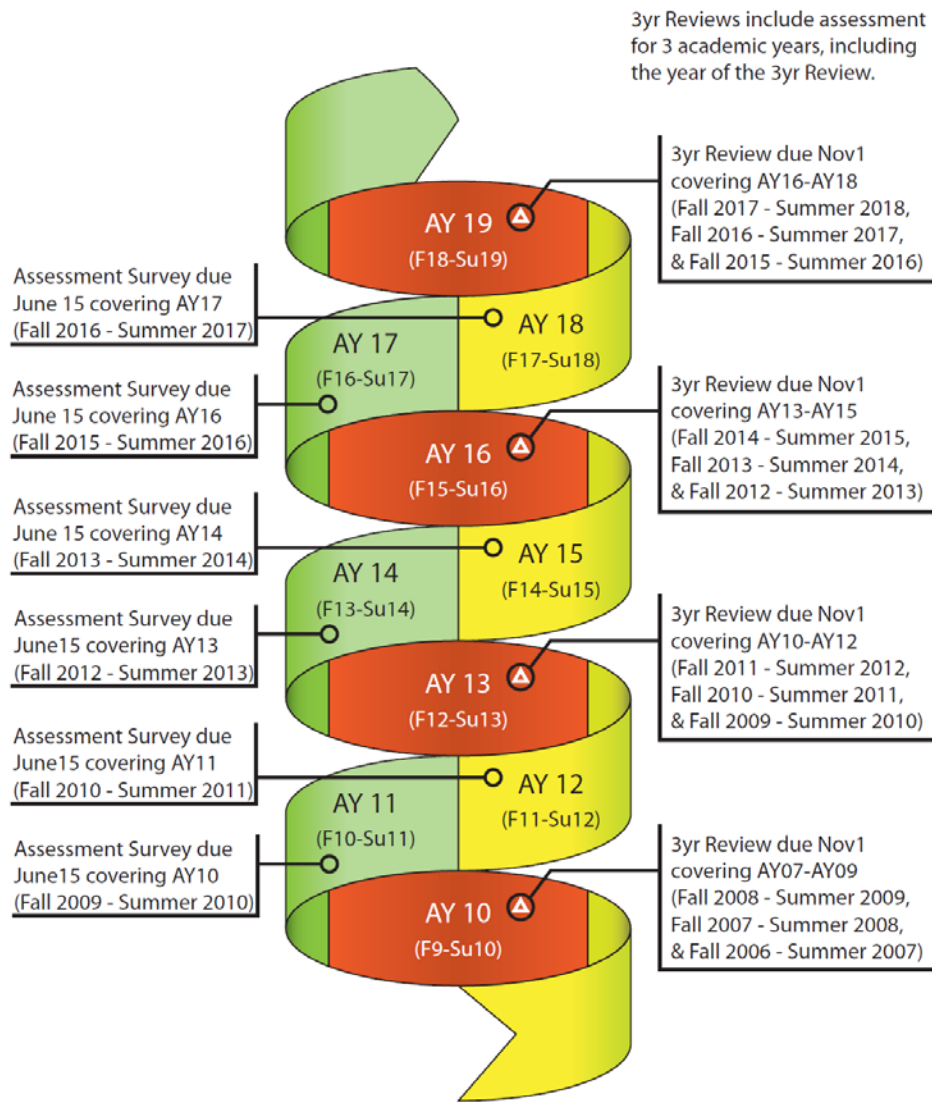 3yr Reviews include assessment
for 3 academic years, including
the year of the 3yr Review.
3yr Review due Nov1
covering AY16-AY18
(Fall 2017 - Summer 2018,
Fall 2016 - Summer 2017,
& Fall 2015 - Summer 2016)
AY 19
(F18-Su19)
Assessment Survey due
June 15 covering AY17
(Fall 2016 - Summer 2017)
AY 18
(F17-Su18)
AY 17
(F16-Su17)
Assessment Survey due
June 15 covering AY16
(Fall 2015 - Summer 2016)
3yr Review due Nov1
covering AY13-AY15
(Fall 2014 - Summer 2015,
Fall 2013 - Summer 2014,
& Fall 2012 - Summer 2013)
AY 16
(F15-Su16)
Assessment Survey due
June 15 covering AY14
(Fall 2013 - Summer 2014)
AY 15
(F14-Su15)
AY 14
(F13-Su14)
Assessment Survey due
June15 covering AY13
(Fall 2012 - Summer 2013)
3yr Review due Nov1
covering AY10-AY12
(Fall 2011 - Summer 2012,
Fall 2010 - Summer 2011,
& Fall 2009 - Summer 2010)
AY 13
(F12-Su13)
Assessment Survey due
June15 covering AY11
(Fall 2010 - Summer 2011)
AY 12
(F11-Su12)
AY 11
(F10-Su11)
Assessment Survey due
June15 covering AY10
(Fall 2009 - Summer 2010)
3yr Review due Nov1
covering AY07-AY09
(Fall 2008 - Summer 2009,
Fall 2007 - Summer 2008,
& Fall 2006 - Summer 2007)
AY 10
(F9-Su10)